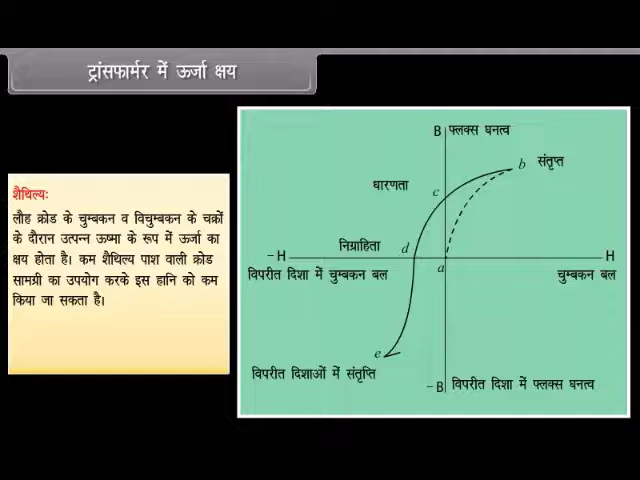 ट्रांसफार्मर में ऊर्जा क्षय
शैथिल्यः
लौह क्रोड के चुम्बकन व विचुम्बकन के चक्रों
के दौरान उत्पन्न ऊष्मा के रूप में ऊर्जा का
क्षय होता है। कम शैथिल्य पाश वाली क्रोड
सामग्री का उपयोग करके इस हानि को कम
किया जा सकता है।
B फ्लक्स घनत्व
b संतृप्त
धारणता c
निग्राहिता d
- H
a
H
विपरीत दिशा में चुम्बकन बल
चुम्बकन बल
e
विपरीत दिशाओं में संतृप्ति
- B विपरीत दिशा में फ्लक्स घनत्व